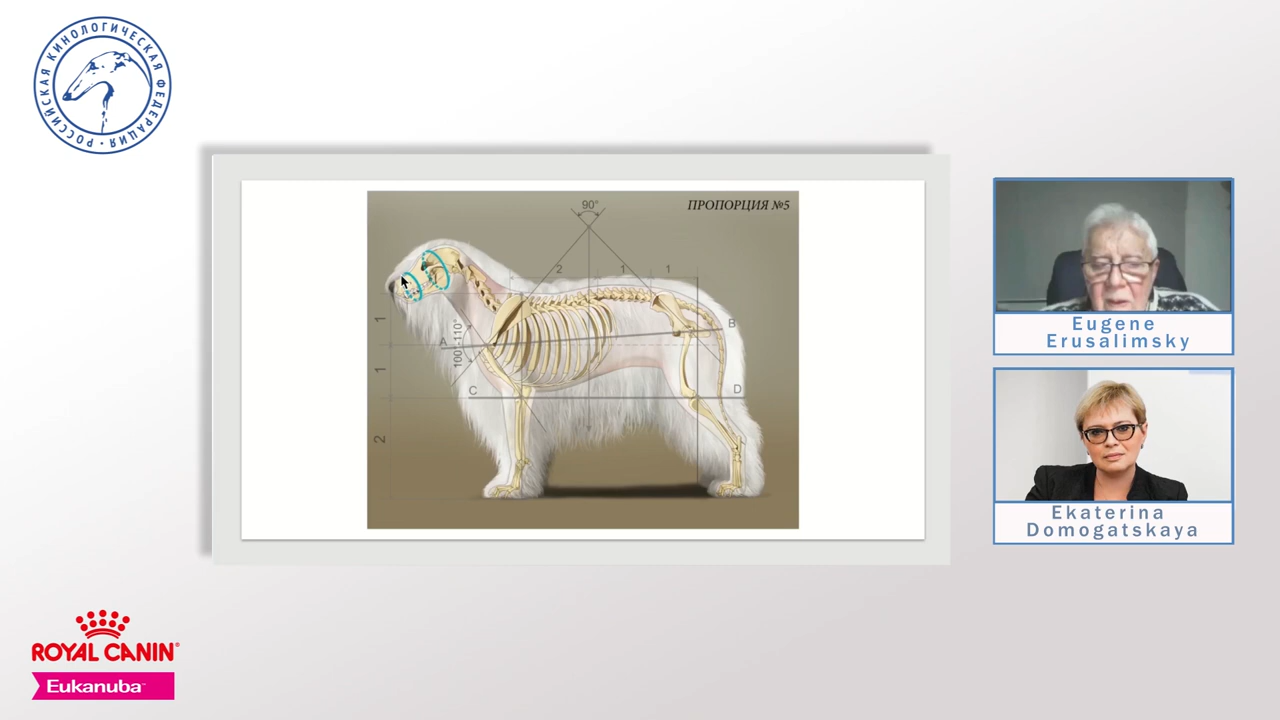 РОССИЙСКАЯ КИНОЛОГИЧЕСКАЯ ФЕДЕРАЦИЯ •
ПРОПОРЦИЯ №5
90°
2 1 1
1
A
B
100°-110°
1
C
D
2
Eugene
Erusalimsky
Ekaterina
Domogatskaya
ROYAL CANIN®
Eukanuba™